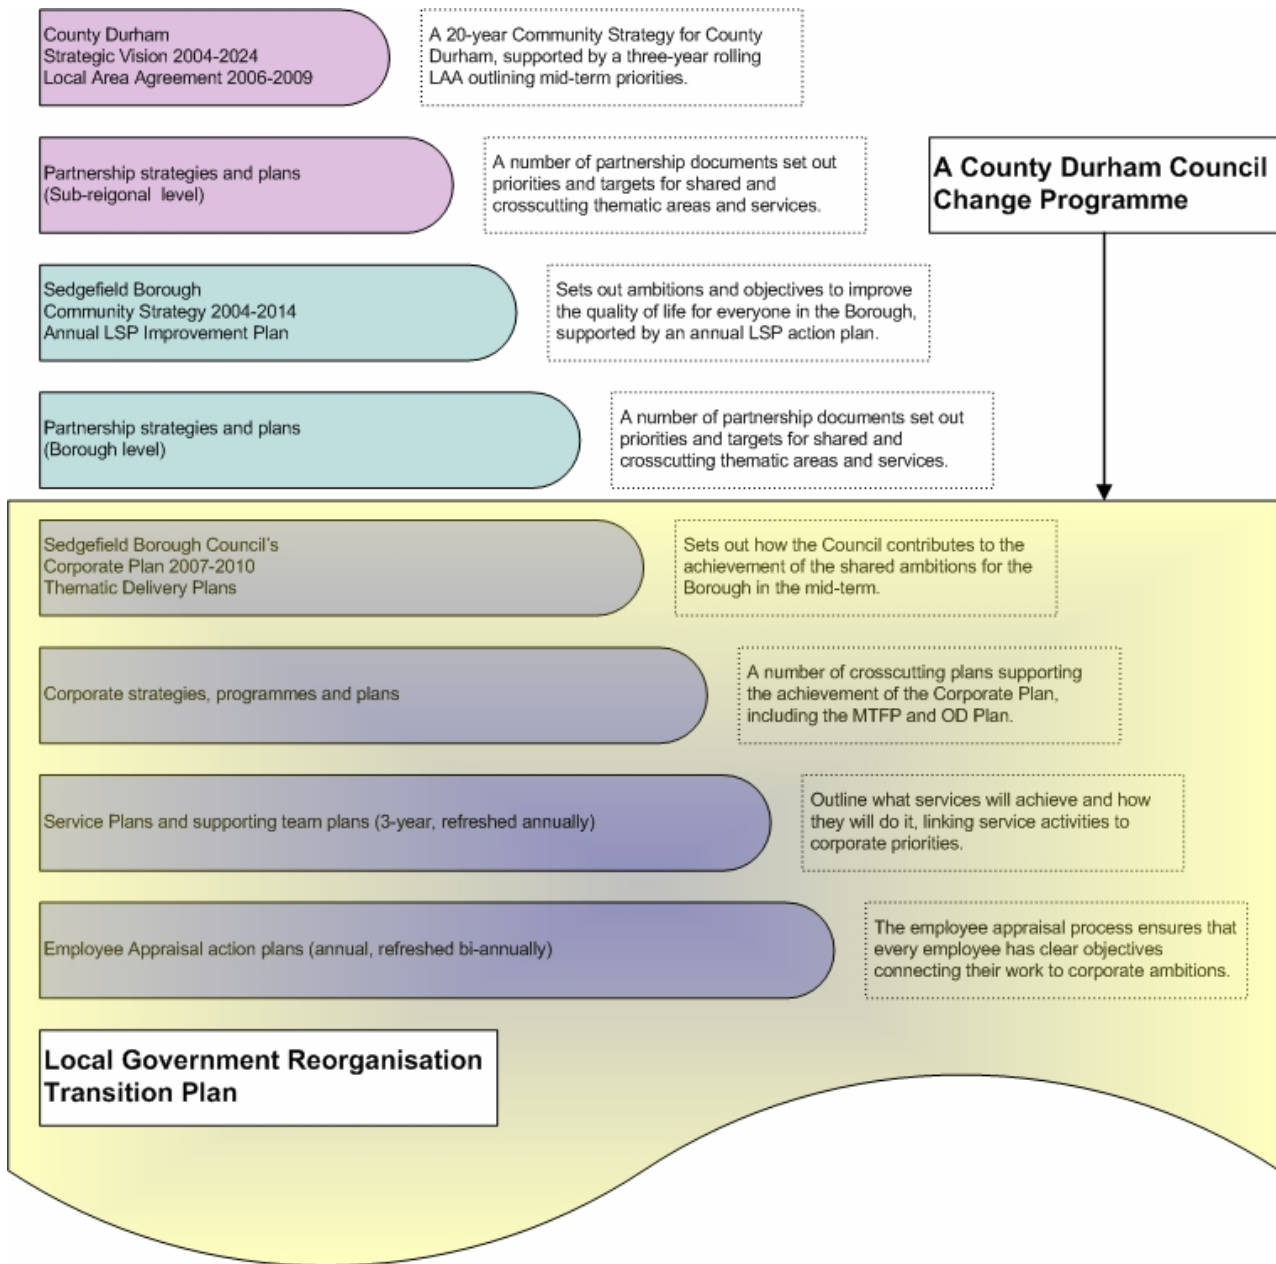 County Durham
Strategic Vision 2004-2024
Local Area Agreement 2006-2009
A 20-year Community Strategy for County
Durham, supported by a three-year rolling
LAA outlining mid-term priorities.
Partnership strategies and plans
(Sub-reigonal level)
A number of partnership documents set out
priorities and targets for shared and
crosscutting thematic areas and services.
A County Durham Council
Change Programme
Sedgefield Borough
Community Strategy 2004-2014
Annual LSP Improvement Plan
Sets out ambitions and objectives to improve
the quality of life for everyone in the Borough,
supported by an annual LSP action plan.
Partnership strategies and plans
(Borough level)
A number of partnership documents set out
priorities and targets for shared and
crosscutting thematic areas and services.
Sedgefield Borough Council's
Corporate Plan 2007-2010
Thematic Delivery Plans
Sets out how the Council contributes to the
achievement of the shared ambitions for the
Borough in the mid-term.
Corporate strategies, programmes and plans
A number of crosscutting plans supporting
the achievement of the Corporate Plan,
including the MTFP and OD Plan.
Service Plans and supporting team plans (3-year, refreshed annually)
Outline what services will achieve and how
they will do it, linking service activities to
corporate priorities.
Employee Appraisal action plans (annual, refreshed bi-annually)
The employee appraisal process ensures that
every employee has clear objectives
connecting their work to corporate ambitions.
Local Government Reorganisation
Transition Plan